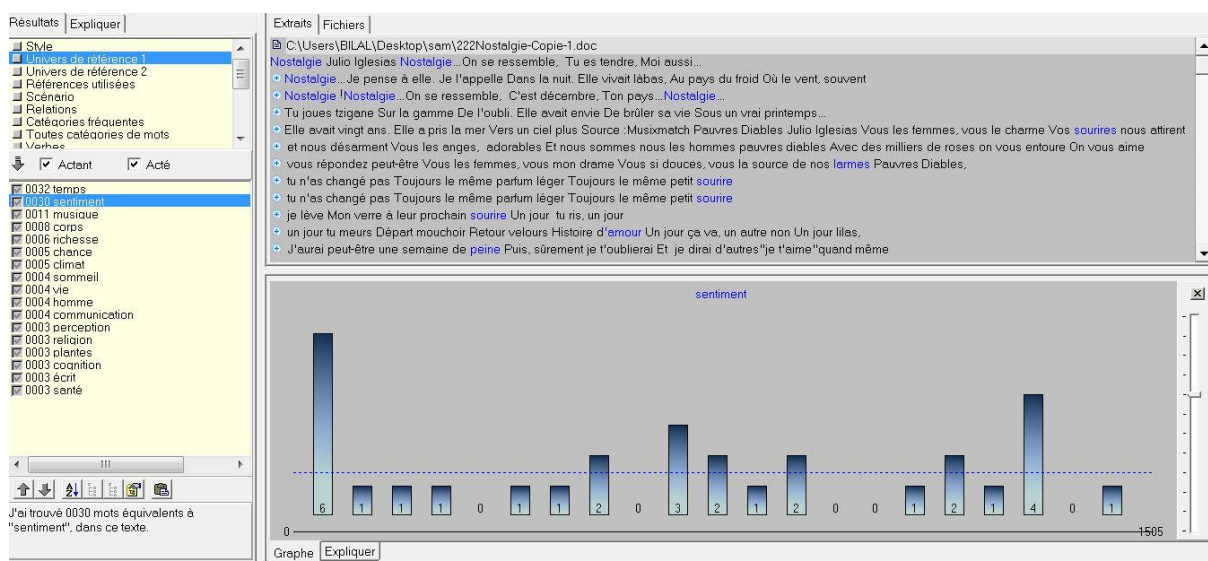 Résultats Expliquer
Style
Univers de référence 1
Univers de référence 2
Références utilisées
Scénario
Relations
Catégories fréquentes
Toutes catégories de mots
Verbes
Actant Acté
0032 temps
0030 sentiment
0011 musique
0008 corps
0006 richesse
0005 chance
0005 climat
0004 sommeil
0004 vie
0004 homme
0004 communication
0003 perception
0003 religion
0003 plantes
0003 cognition
0003 écrit
0003 santé
J'ai trouvé 0030 mots équivalents à
"sentiment", dans ce texte.
Extraits Fichiers
C:\Users\BILAL\Desktop\sam\222Nostalgie-Copie-1.doc
Nostalgie Julio Iglesias Nostalgie...On se ressemble, Tu es tendre, Moi aussi...
Nostalgie...Je pense à elle. Je l'appelle Dans la nuit. Elle vivait làbas, Au pays du froid Où le vent, souvent
Nostalgie !Nostalgie...On se ressemble, C'est décembre, Ton pays...Nostalgie...
Tu joues tzigane Sur la gamme De l'oubli. Elle avait envie De brûler sa vie Sous un vrai printemps...
Elle avait vingt ans. Elle a pris la mer Vers un ciel plus Source :Musixmatch Pauvres Diables Julio Iglesias Vous les femmes, vous le charme Vos sourires nous attirent
et nous désarment Vous les anges, adorables Et nous sommes nous les hommes pauvres diables Avec des milliers de roses on vous entoure On vous aime
vous répondez peut-être Vous les femmes, vous mon drame Vous si douces, vous la source de nos larmes Pauvres Diables,
tu n'as changé pas Toujours le même parfum léger Toujours le même petit sourire
tu n'as changé pas Toujours le même parfum léger Toujours le même petit sourire
je lève Mon verre à leur prochain sourire Un jour tu ris, un jour
un jour tu meurs Départ mouchoir Retour velours Histoire d'amour Un jour ça va, un autre non Un jour lilas,
J'aurai peut-être une semaine de peine Puis, sûrement je t'oublierai Et je dirai d'autres"je t'aime"quand même
sentiment
6 1 1 1 0 1 1 2 0 3 2 1 2 0 0 1 2 1 4 0 1
0 1505
Graphe Expliquer